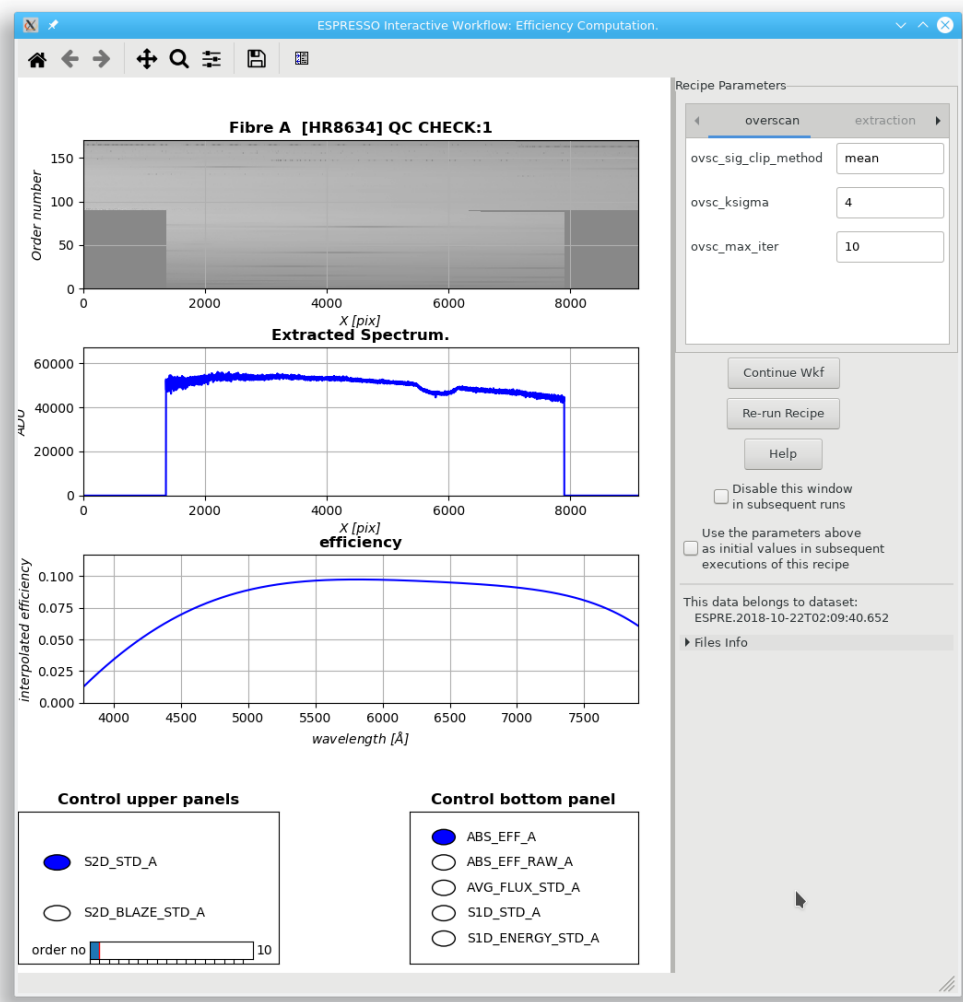 ESPRESSO Interactive Workflow: Efficiency Computation.
Recipe Parameters
overscan
extraction
ovsc_sig_clip_method
mean
ovsc_ksigma
4
ovsc_max_iter
10
Continue Wkf
Re-run Recipe
Help
Disable this window
in subsequent runs
Use the parameters above
as initial values in subsequent
executions of this recipe
This data belongs to dataset:
ESPRE.2018-10-22T02:09:40.652
Files Info
Fibre A [HR8634] QC CHECK:1
Order number
150
100
50
0
0 2000 4000 6000 8000
X [pix]
Extracted Spectrum.
ADU
60000
40000
20000
0
0 2000 4000 6000 8000
X [pix]
efficiency
interpolated efficiency
0.100
0.075
0.050
0.025
0.000
4000 4500 5000 5500 6000 6500 7000 7500
wavelength [Å]
Control upper panels
S2D_STD_A
S2D_BLAZE_STD_A
order no 10
Control bottom panel
ABS_EFF_A
ABS_EFF_RAW_A
AVG_FLUX_STD_A
S1D_STD_A
S1D_ENERGY_STD_A